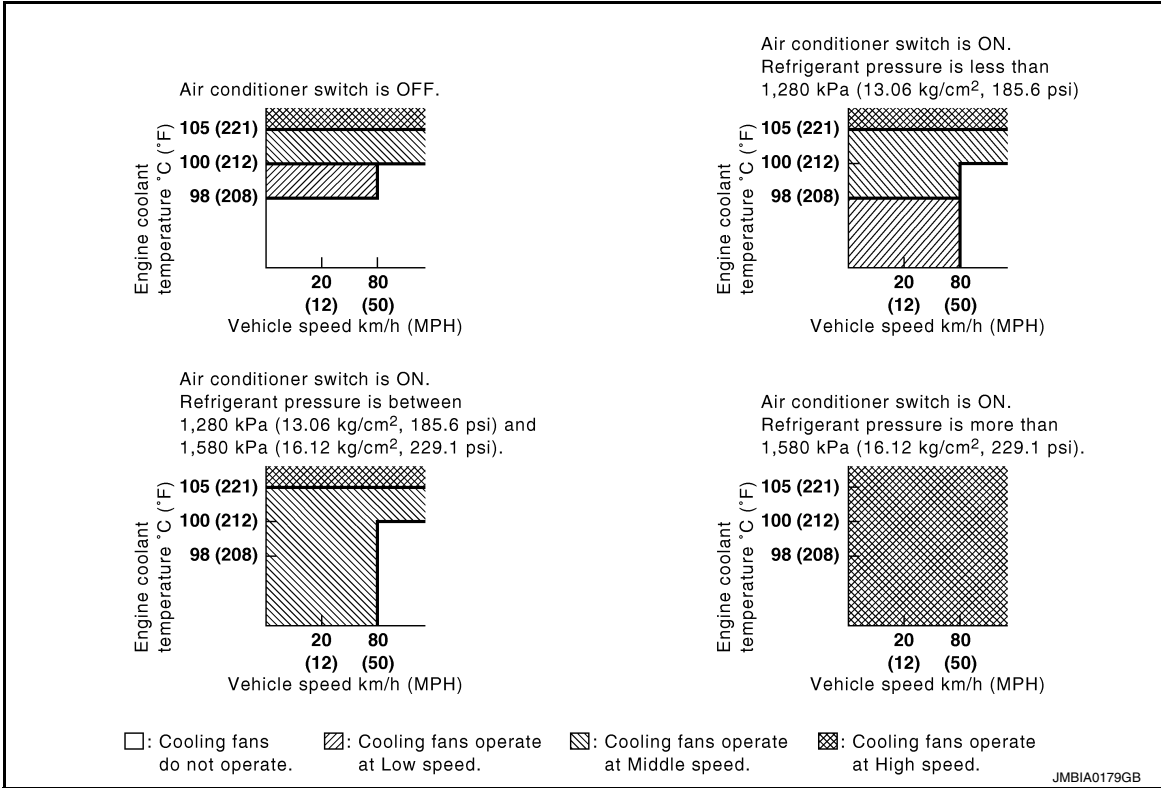 Air conditioner switch is OFF.
Engine coolant
temperature ˚C (˚F)
105 (221)
100 (212)
98 (208)
20
(12)
80
(50)
Vehicle speed km/h (MPH)
Air conditioner switch is ON.
Refrigerant pressure is less than
1,280 kPa (13.06 kg/cm², 185.6 psi)
Engine coolant
temperature ˚C (˚F)
105 (221)
100 (212)
98 (208)
20
(12)
80
(50)
Vehicle speed km/h (MPH)
Air conditioner switch is ON.
Refrigerant pressure is between
1,280 kPa (13.06 kg/cm², 185.6 psi) and
1,580 kPa (16.12 kg/cm², 229.1 psi).
Engine coolant
temperature ˚C (˚F)
105 (221)
100 (212)
98 (208)
20
(12)
80
(50)
Vehicle speed km/h (MPH)
Air conditioner switch is ON.
Refrigerant pressure is more than
1,580 kPa (16.12 kg/cm², 229.1 psi).
Engine coolant
temperature ˚C (˚F)
105 (221)
100 (212)
98 (208)
20
(12)
80
(50)
Vehicle speed km/h (MPH)
: Cooling fans
do not operate.
: Cooling fans operate
at Low speed.
: Cooling fans operate
at Middle speed.
: Cooling fans operate
at High speed.
JMBIA0179GB